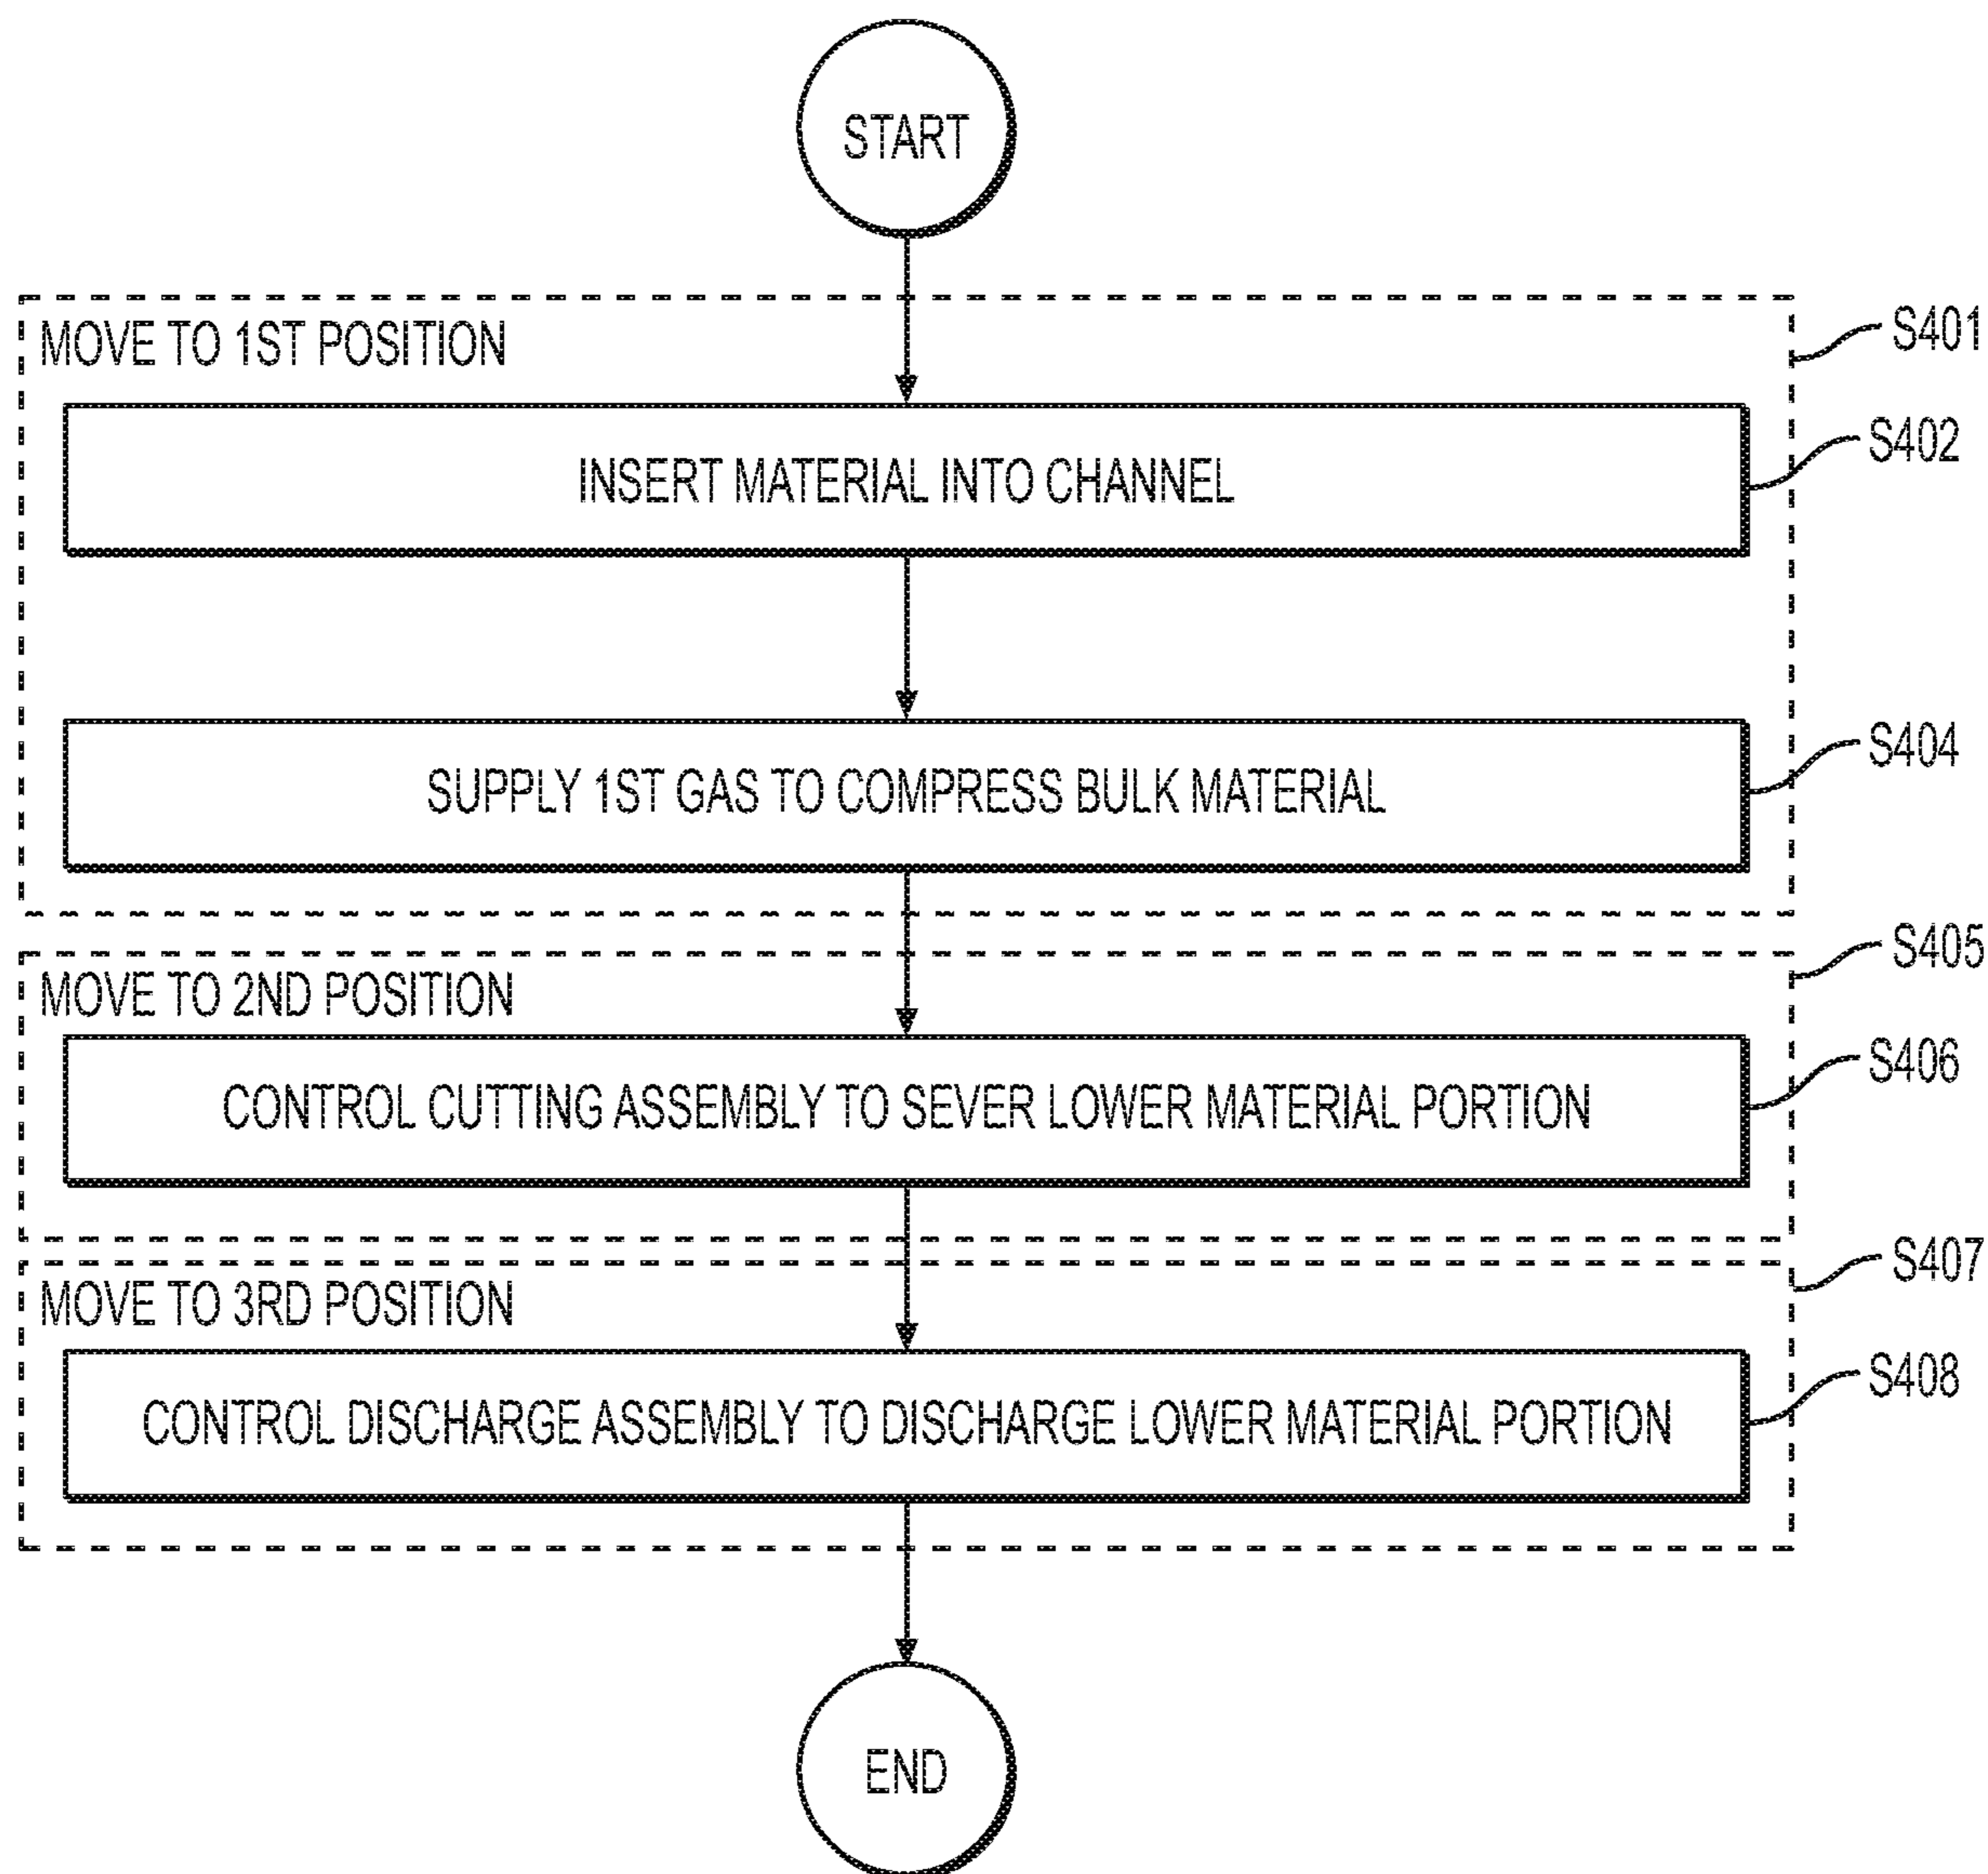 START
MOVE TO 1ST POSITION
S401
INSERT MATERIAL INTO CHANNEL
S402
SUPPLY 1ST GAS TO COMPRESS BULK MATERIAL
S404
MOVE TO 2ND POSITION
S405
CONTROL CUTTING ASSEMBLY TO SEVER LOWER MATERIAL PORTION
S406
MOVE TO 3RD POSITION
S407
CONTROL DISCHARGE ASSEMBLY TO DISCHARGE LOWER MATERIAL PORTION
S408
END